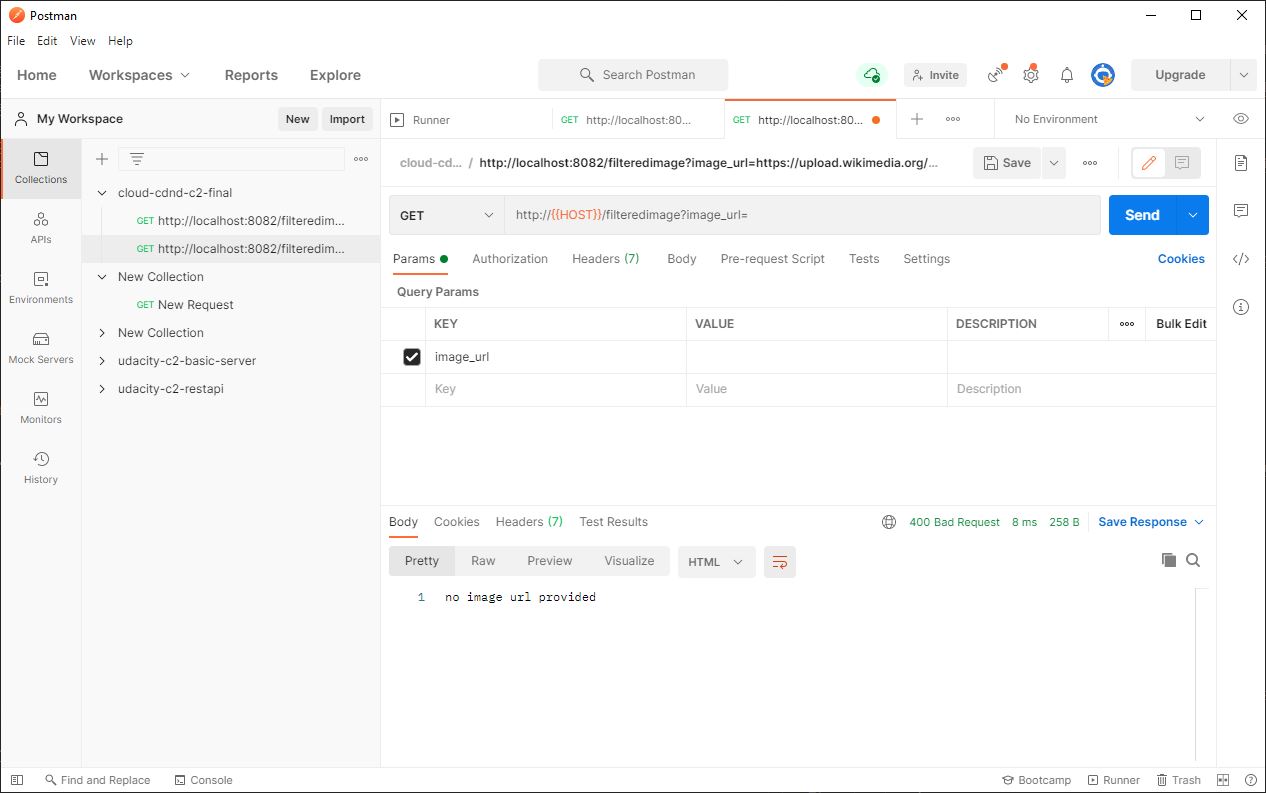 Postman
File Edit View Help
Home Workspaces Reports Explore Search Postman Invite Upgrade
My Workspace New Import Runner GET http://localhost:80... GET http://localhost:80... No Environment
Collections
APIs
Environments
Mock Servers
Monitors
History
cloud-cdnd-c2-final
GET http://localhost:8082/filteredim...
GET http://localhost:8082/filteredim...
New Collection
GET New Request
New Collection
udacity-c2-basic-server
udacity-c2-restapi
cloud-cd... / http://localhost:8082/filteredimage?image_url=https://upload.wikimedia.org/... Save
GET http://{{HOST}}/filteredimage?image_url= Send
Params Authorization Headers (7) Body Pre-request Script Tests Settings Cookies
Query Params
KEY VALUE DESCRIPTION Bulk Edit
image_url
Key Value Description
Body Cookies Headers (7) Test Results 400 Bad Request 8 ms 258 B Save Response
Pretty Raw Preview Visualize HTML
1 no image url provided
Find and Replace Console Bootcamp Runner Trash